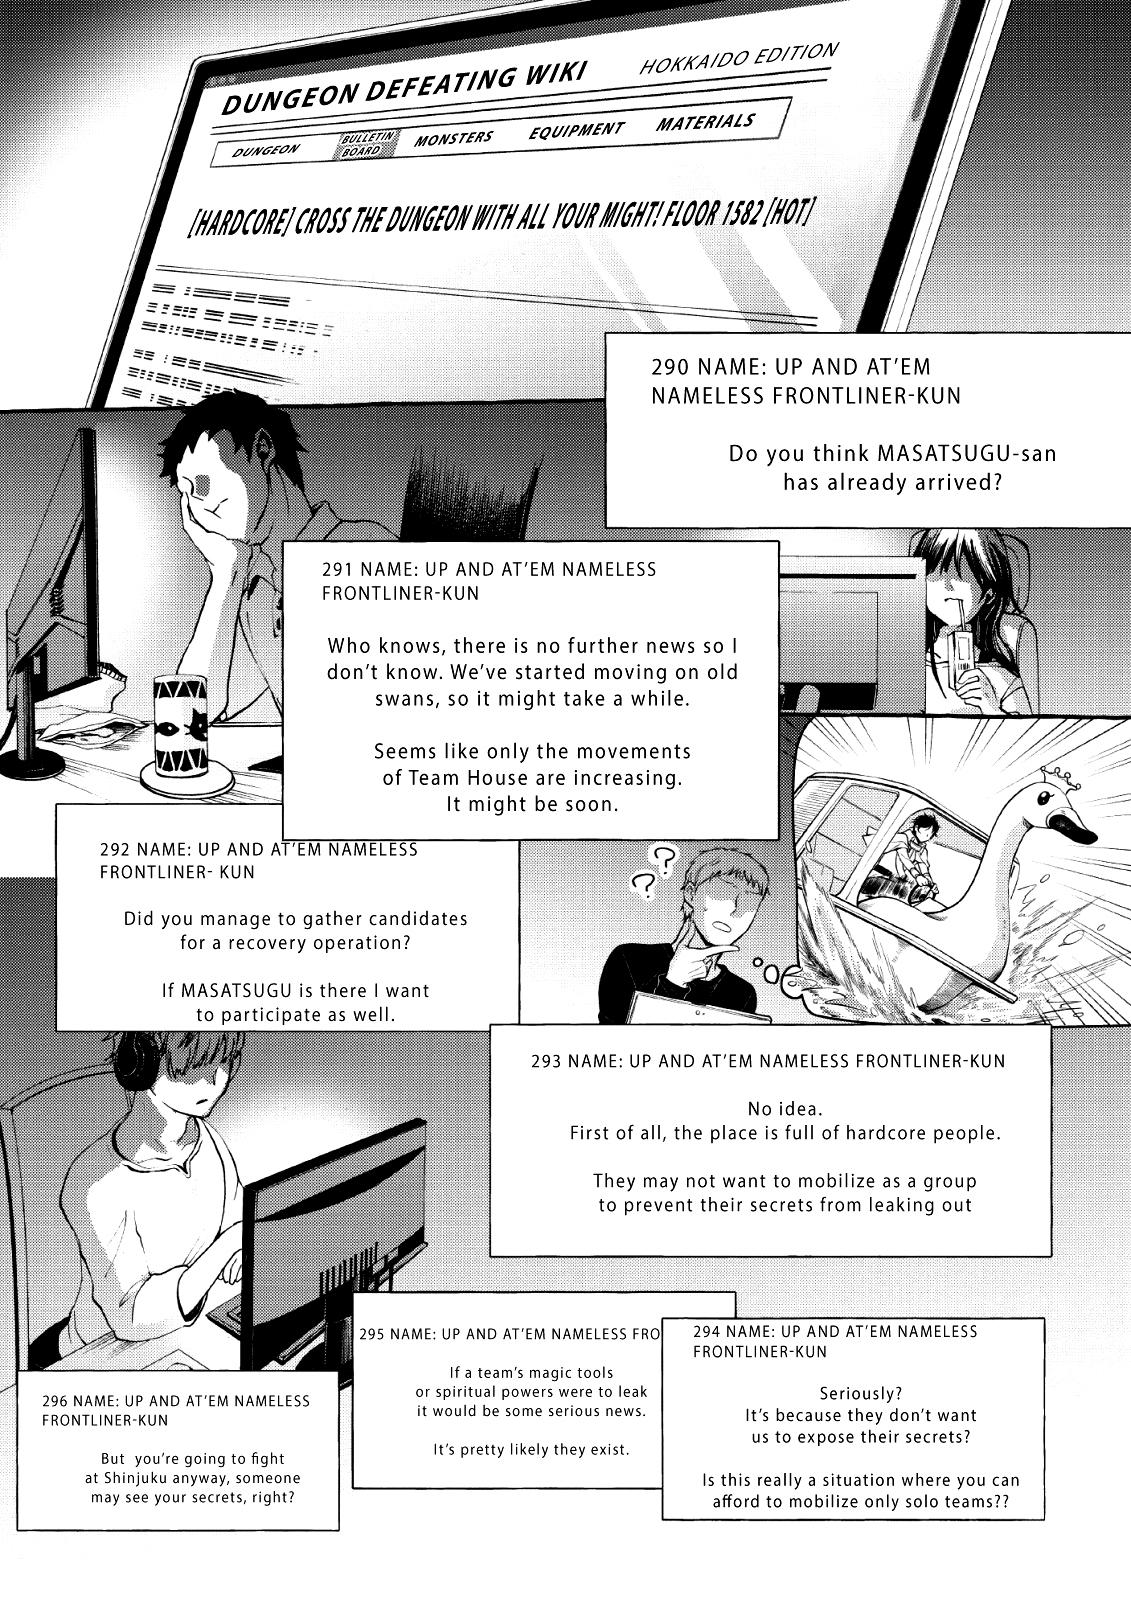 DUNGEON DEFEATING WIKI HOKKAIDO EDITION
DUNGEON BULLETIN BOARD MONSTERS EQUIPMENT MATERIALS
[HARDCORE] CROSS THE DUNGEON WITH ALL YOUR MIGHT! FLOOR 1582 [HOT]
290 NAME: UP AND AT'EM
NAMELESS FRONTLINER-KUN
Do you think MASATSUGU-san
has already arrived?
291 NAME: UP AND AT'EM NAMELESS
FRONTLINER-KUN
Who knows, there is no further news so I
don't know. We've started moving on old
swans, so it might take a while.
Seems like only the movements
of Team House are increasing.
It might be soon.
292 NAME: UP AND AT'EM NAMELESS
FRONTLINER- KUN
Did you manage to gather candidates
for a recovery operation?
If MASATSUGU is there I want
to participate as well.
? ?
293 NAME: UP AND AT'EM NAMELESS FRONTLINER-KUN
No idea.
First of all, the place is full of hardcore people.
They may not want to mobilize as a group
to prevent their secrets from leaking out
294 NAME: UP AND AT'EM NAMELESS
FRONTLINER-KUN
Seriously?
It's because they don't want
us to expose their secrets?
Is this really a situation where you can
afford to mobilize only solo teams??
295 NAME: UP AND AT'EM NAMELESS FRO
If a team's magic tools
or spiritual powers were to leak
it would be some serious news.
It's pretty likely they exist.
296 NAME: UP AND AT'EM NAMELESS
FRONTLINER-KUN
But you're going to fight
at Shinjuku anyway, someone
may see your secrets, right?